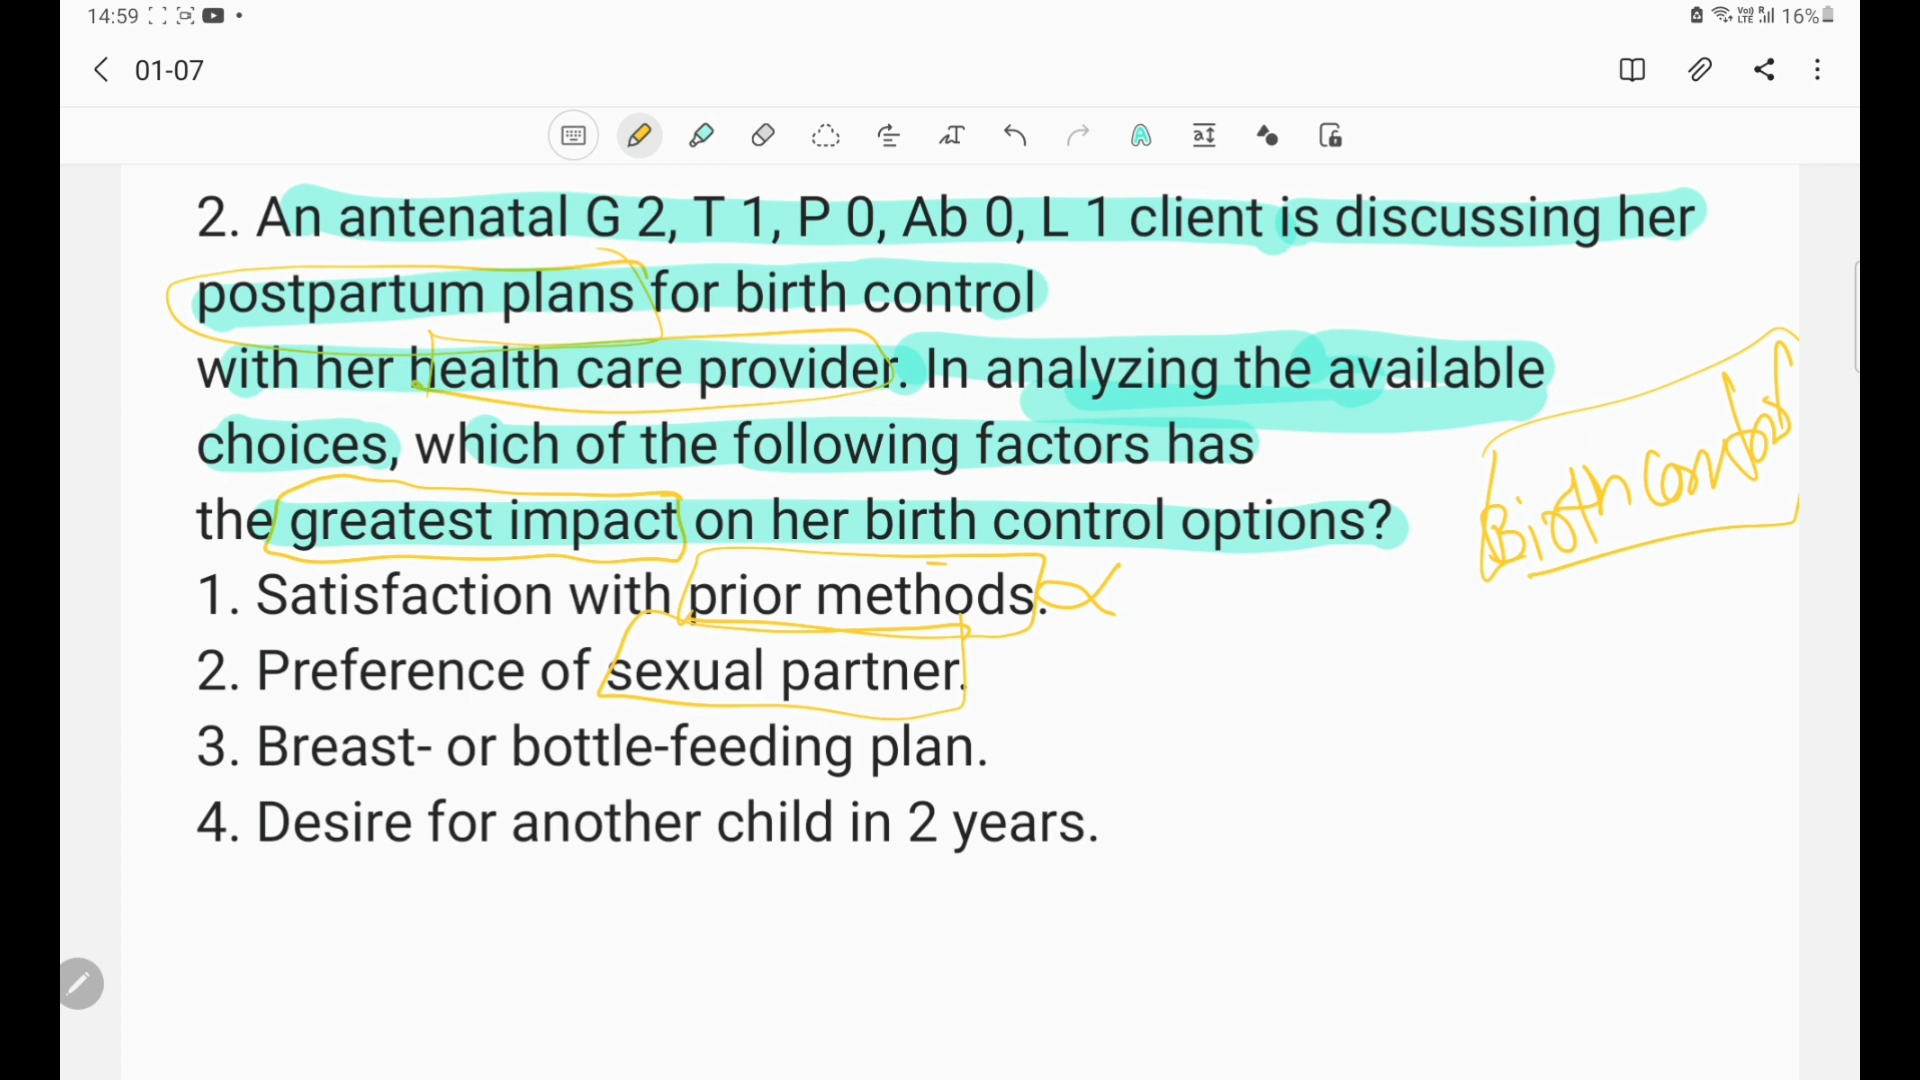 14:59
16%
01-07
2. An antenatal G 2, T 1, P 0, Ab 0, L 1 client is discussing her
postpartum plans for birth control
with her health care provider. In analyzing the available
choices, which of the following factors has
the greatest impact on her birth control options?
Birth Control
1. Satisfaction with prior methods.
2. Preference of sexual partner.
3. Breast- or bottle-feeding plan.
4. Desire for another child in 2 years.